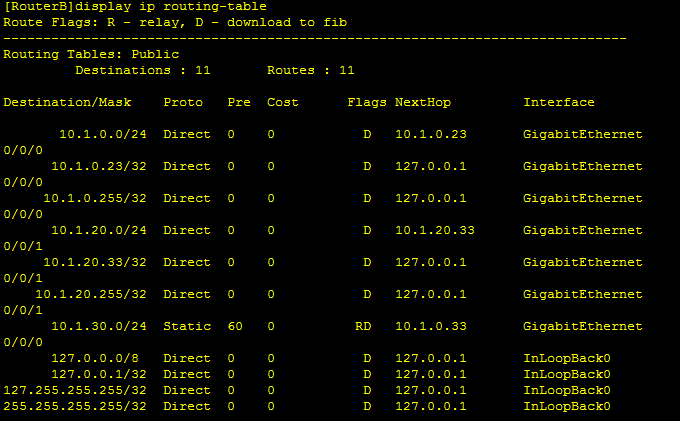 [RouterB]display ip routing-table
Route Flags: R - relay, D - download to fib
------------------------------------------------------------------------------
Routing Tables: Public
         Destinations : 11       Routes : 11

Destination/Mask    Proto  Pre  Cost      Flags NextHop         Interface

       10.1.0.0/24  Direct  0    0           D  10.1.0.23       GigabitEthernet
0/0/0
      10.1.0.23/32  Direct  0    0           D  127.0.0.1       GigabitEthernet
0/0/0
     10.1.0.255/32  Direct  0    0           D  127.0.0.1       GigabitEthernet
0/0/0
      10.1.20.0/24  Direct  0    0           D  10.1.20.33      GigabitEthernet
0/0/1
     10.1.20.33/32  Direct  0    0           D  127.0.0.1       GigabitEthernet
0/0/1
    10.1.20.255/32  Direct  0    0           D  127.0.0.1       GigabitEthernet
0/0/1
      10.1.30.0/24  Static  60   0          RD  10.1.0.33       GigabitEthernet
0/0/0
      127.0.0.0/8   Direct  0    0           D  127.0.0.1       InLoopBack0
      127.0.0.1/32  Direct  0    0           D  127.0.0.1       InLoopBack0
127.255.255.255/32  Direct  0    0           D  127.0.0.1       InLoopBack0
255.255.255.255/32  Direct  0    0           D  127.0.0.1       InLoopBack0